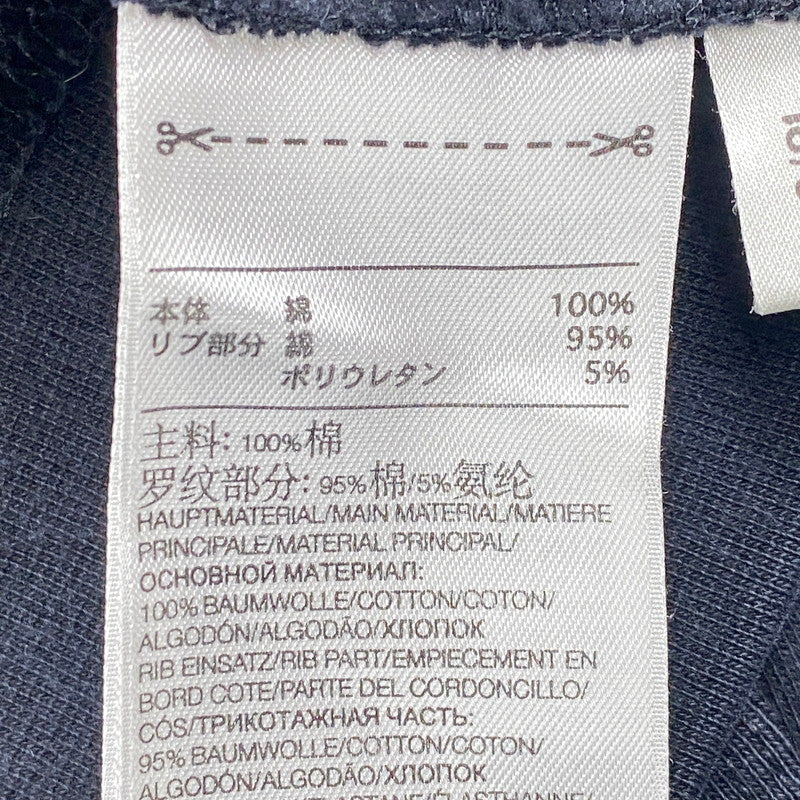 本体 綿 100%
リブ部分 綿 95%
ポリウレタン 5%
主料: 100%棉
罗纹部分: 95%棉/5%氨纶
HAUPTMATERIAL/MAIN MATERIAL/MATIERE
PRINCIPALE/MATERIAL PRINCIPAL/
ОСНОВНОЙ МАТЕРИАЛ:
100% BAUMWOLLE/COTTON/COTON/
ALGODÓN/ALGODÃO/ХЛОПОК
RIB EINSATZ/RIB PART/EMPIECEMENT EN
BORD COTE/PARTE DEL CORDONCILLO/
CÓS/ТРИКОТАЖНАЯ ЧАСТЬ:
95% BAUMWOLLE/COTTON/COTON/
ALGODÓN/ALGODÃO/ХЛОПОК
/ELASTANE/ÉLASTHANNE/